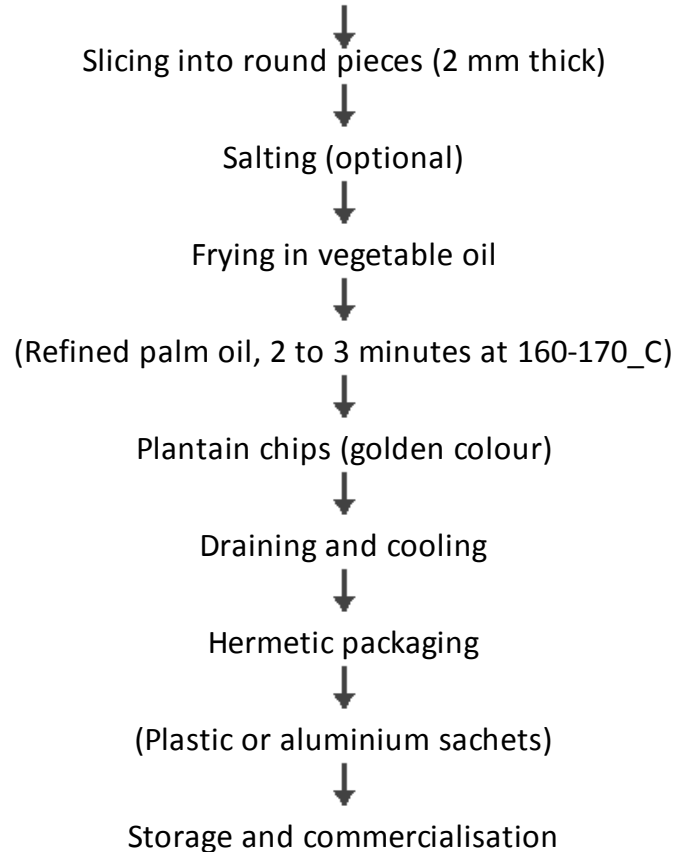 Slicing into round pieces (2 mm thick)
Salting (optional)
Frying in vegetable oil
(Refined palm oil, 2 to 3 minutes at 160-170_C)
Plantain chips (golden colour)
Draining and cooling
Hermetic packaging
(Plastic or aluminium sachets)
Storage and commercialisation